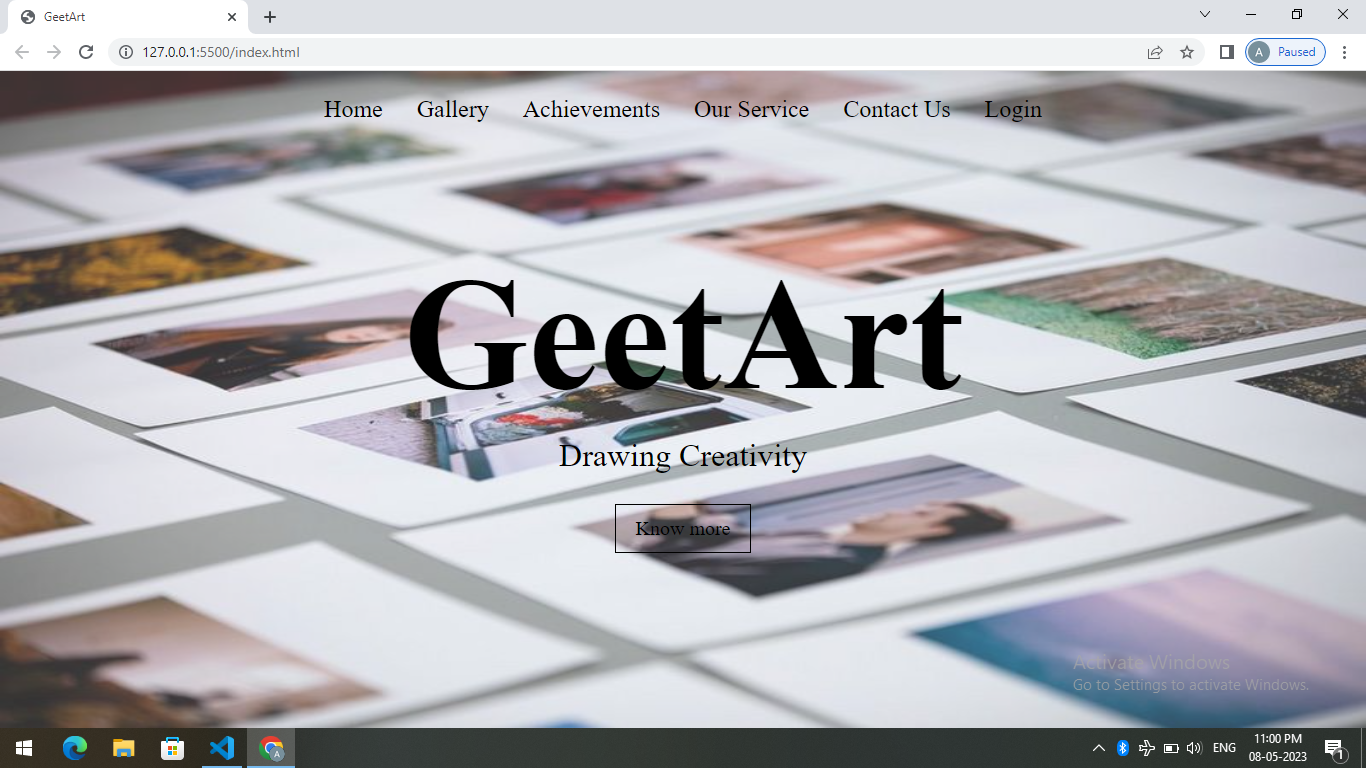 GeetArt
127.0.0.1:5500/index.html
A
Paused
Home Gallery Achievements Our Service Contact Us Login
GeetArt
Drawing Creativity
Know more
Activate Windows
Go to Settings to activate Windows.
A
ENG
11:00 PM
08-05-2023
1